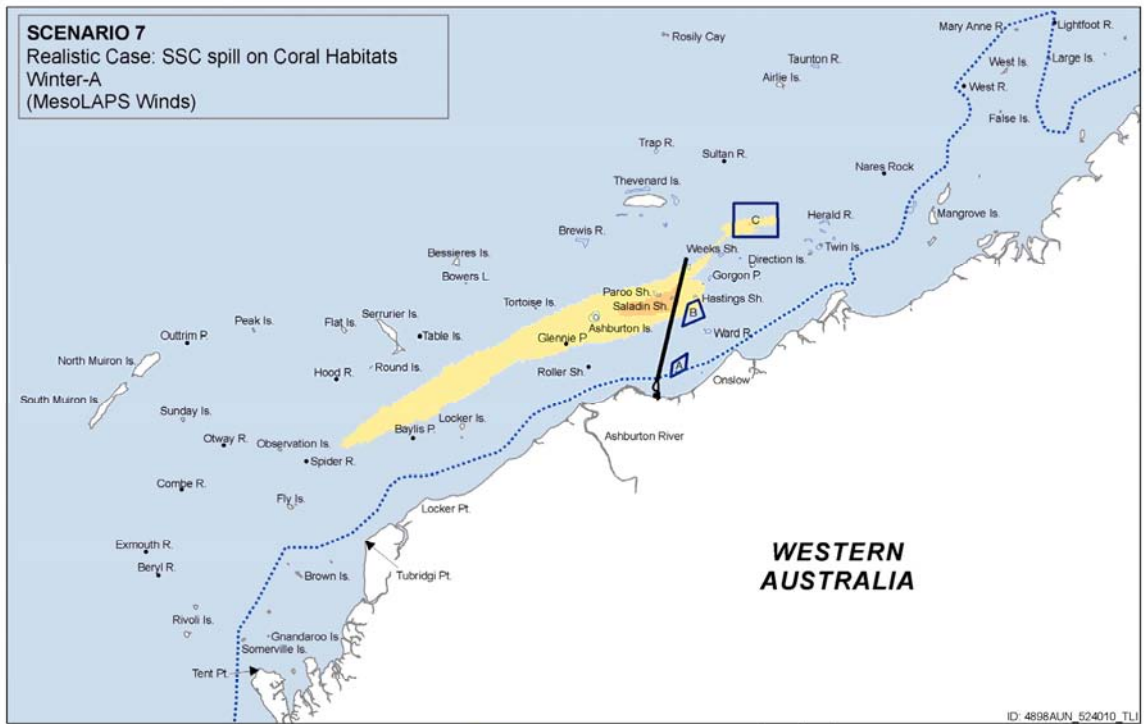 SCENARIO 7
Realistic Case: SSC spill on Coral Habitats
Winter-A
(MesoLAPS Winds)
Mary Anne R.
Lightfoot R.
Rosily Cay
Taunton R.
West Is.
Large Is.
Airlie Is.
West R.
False Is.
Trap R.
Sultan R.
Nares Rock
Thevenard Is.
C
Herald R.
Mangrove Is.
Brewis R.
Weeks Sh.
Twin Is.
Bessieres Is.
Direction Is.
Bowers L.
Gorgon P.
Paroo Sh.
Tortoise Is.
Saladin Sh.
Hastings Sh.
Serrurier Is.
B
Peak Is.
Flat Is.
Ashburton Is.
Ward R.
Outtrim P.
Table Is.
Glennie P.
North Muiron Is.
Round Is.
Roller Sh.
A
Hood R.
Onslow
South Muiron Is.
Sunday Is.
Locker Is.
Baylis P.
Otway R.
Observation Is.
Ashburton River
Spider R.
Combe R.
Fly Is.
Locker Pt.
Exmouth R.
WESTERN
AUSTRALIA
Beryl R.
Brown Is.
Tubridgi Pt.
Rivoli Is.
Gnandaroo Is.
Somerville Is.
Tent Pt.
ID: 4898AUN_524010_TLI